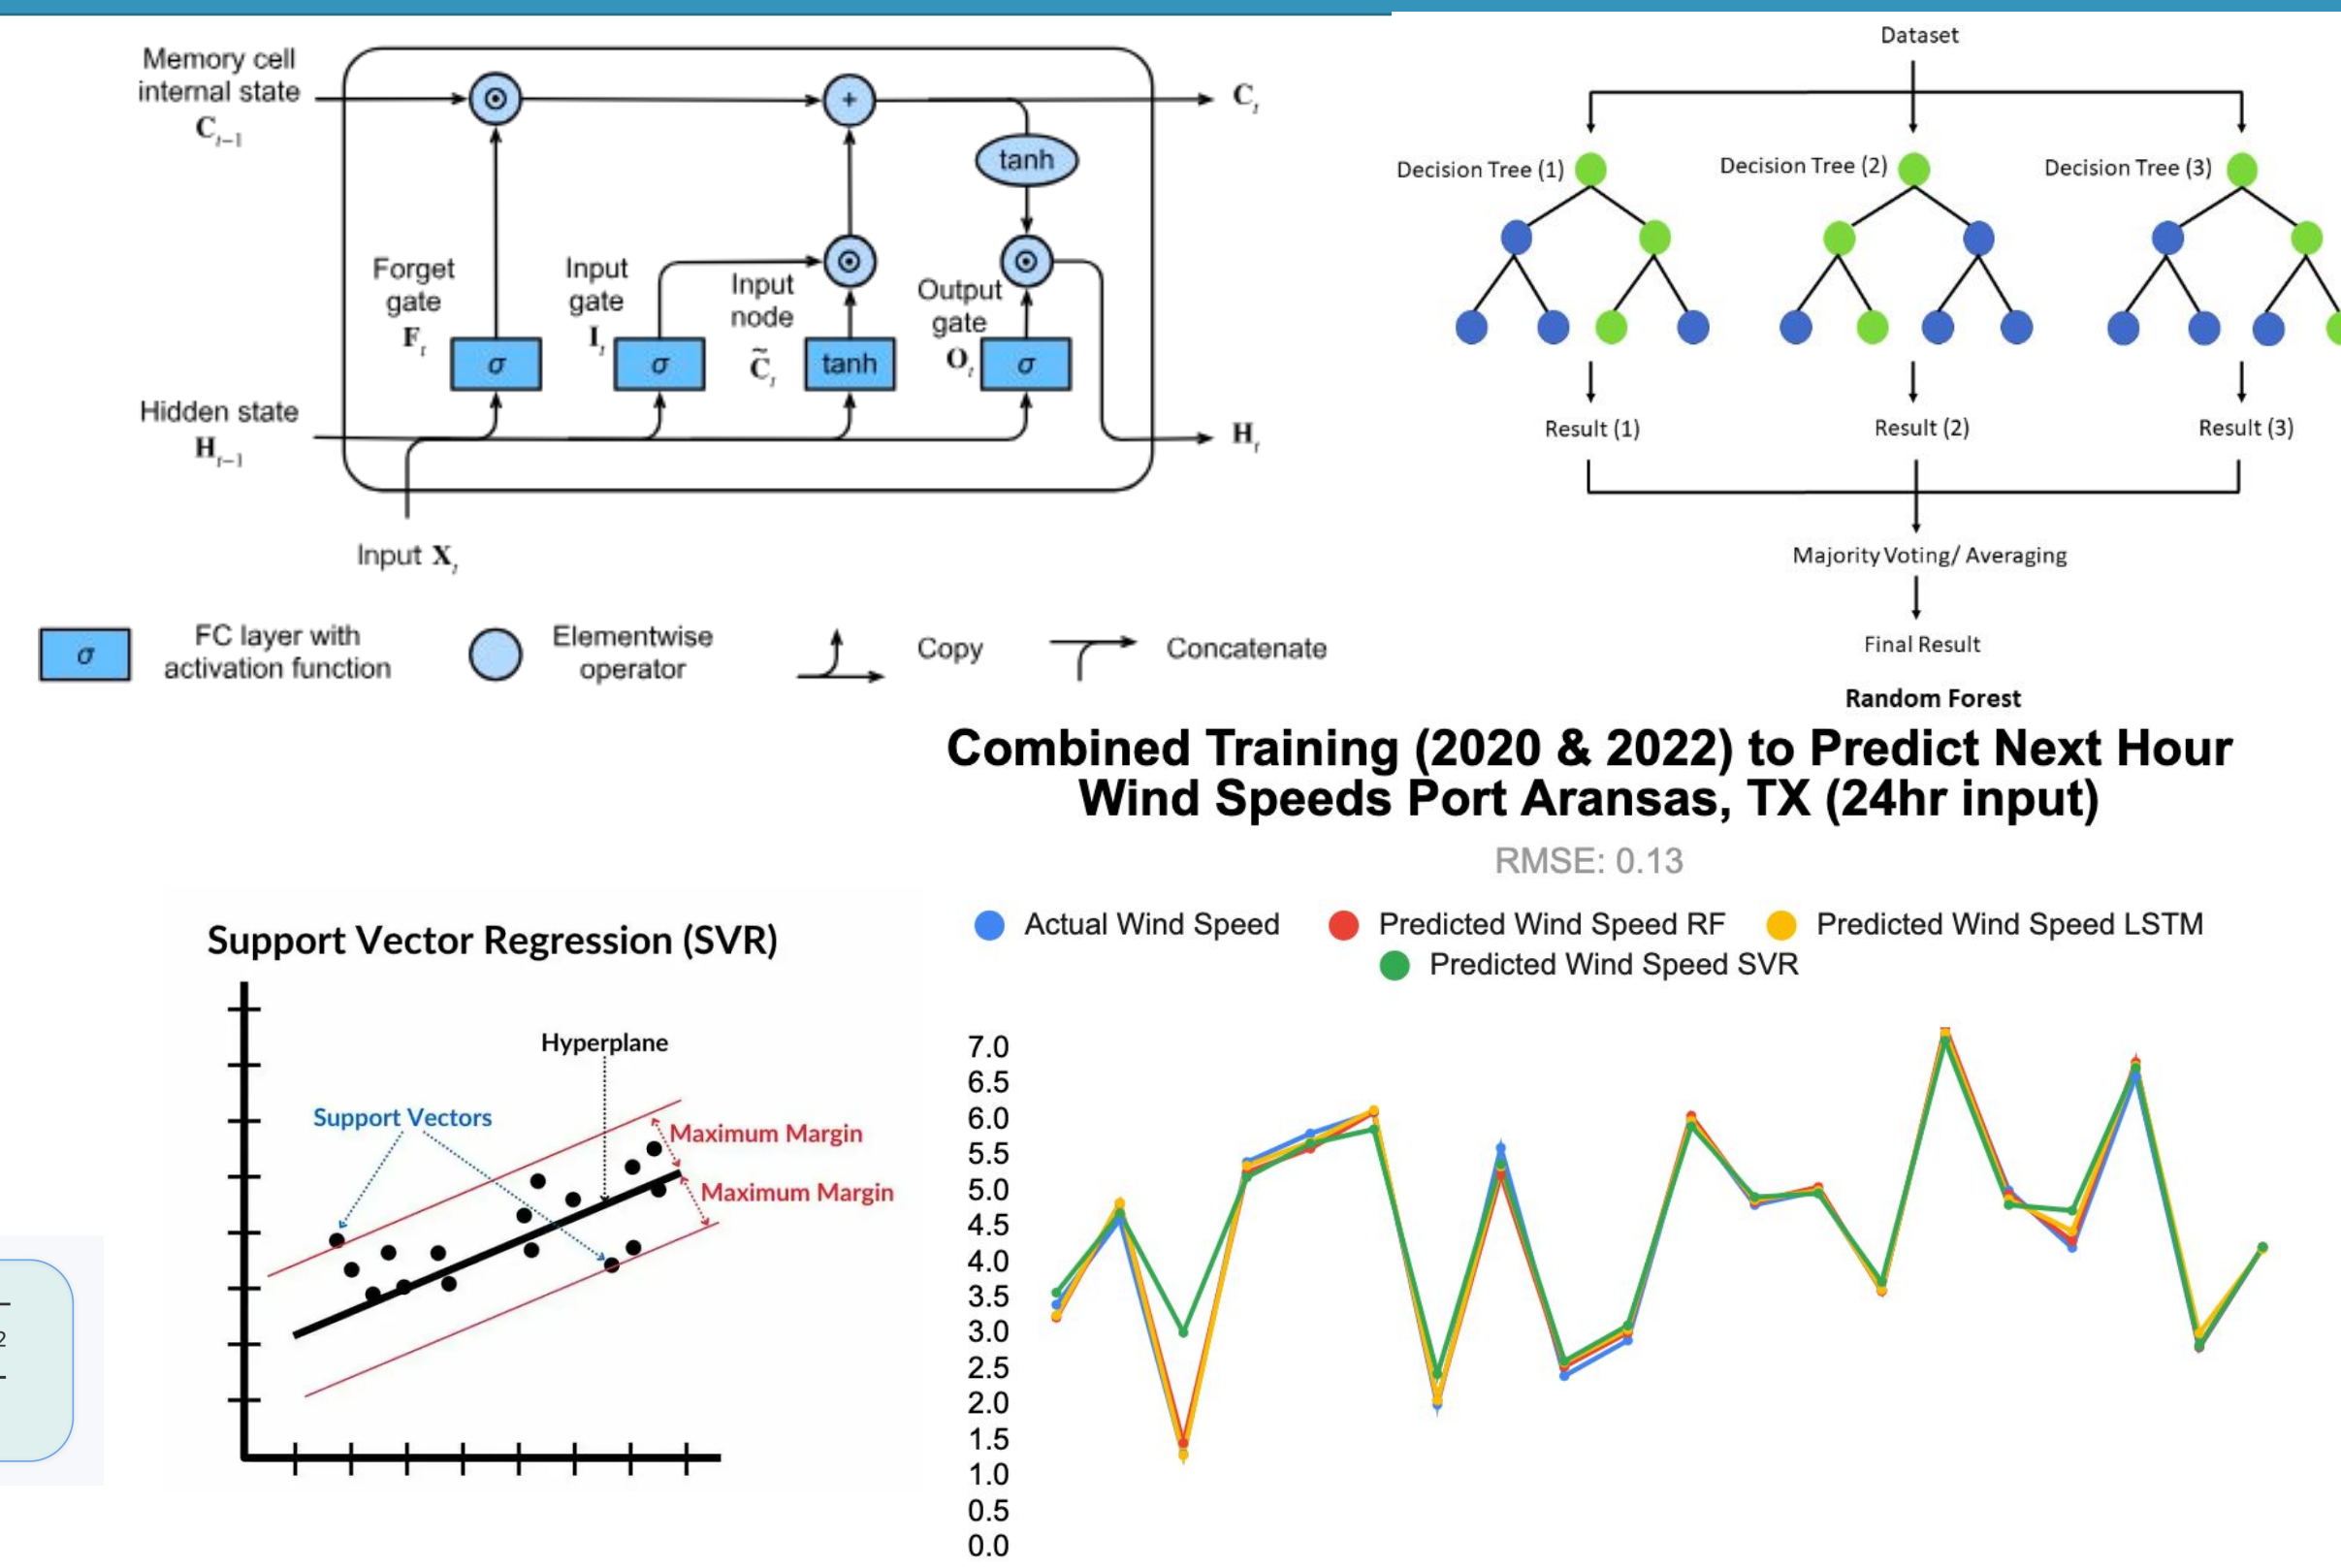 Memory cell
internal state
C_{t-1}
C_t
tanh
Forget
gate
F_t
Input
gate
I_t
Input
node
C̃_t
Output
gate
O_t
σ
σ
tanh
σ
Hidden state
H_{t-1}
H_t
Input X_t
σ
FC layer with
activation function
Elementwise
operator
Copy
Concatenate
Dataset
Decision Tree (1)
Decision Tree (2)
Decision Tree (3)
Result (1)
Result (2)
Result (3)
Majority Voting/ Averaging
Final Result
Random Forest
Support Vector Regression (SVR)
Hyperplane
Support Vectors
Maximum Margin
Maximum Margin
2
Combined Training (2020 & 2022) to Predict Next Hour
Wind Speeds Port Aransas, TX (24hr input)
RMSE: 0.13
Actual Wind Speed
Predicted Wind Speed RF
Predicted Wind Speed LSTM
Predicted Wind Speed SVR
7.0
6.5
6.0
5.5
5.0
4.5
4.0
3.5
3.0
2.5
2.0
1.5
1.0
0.5
0.0